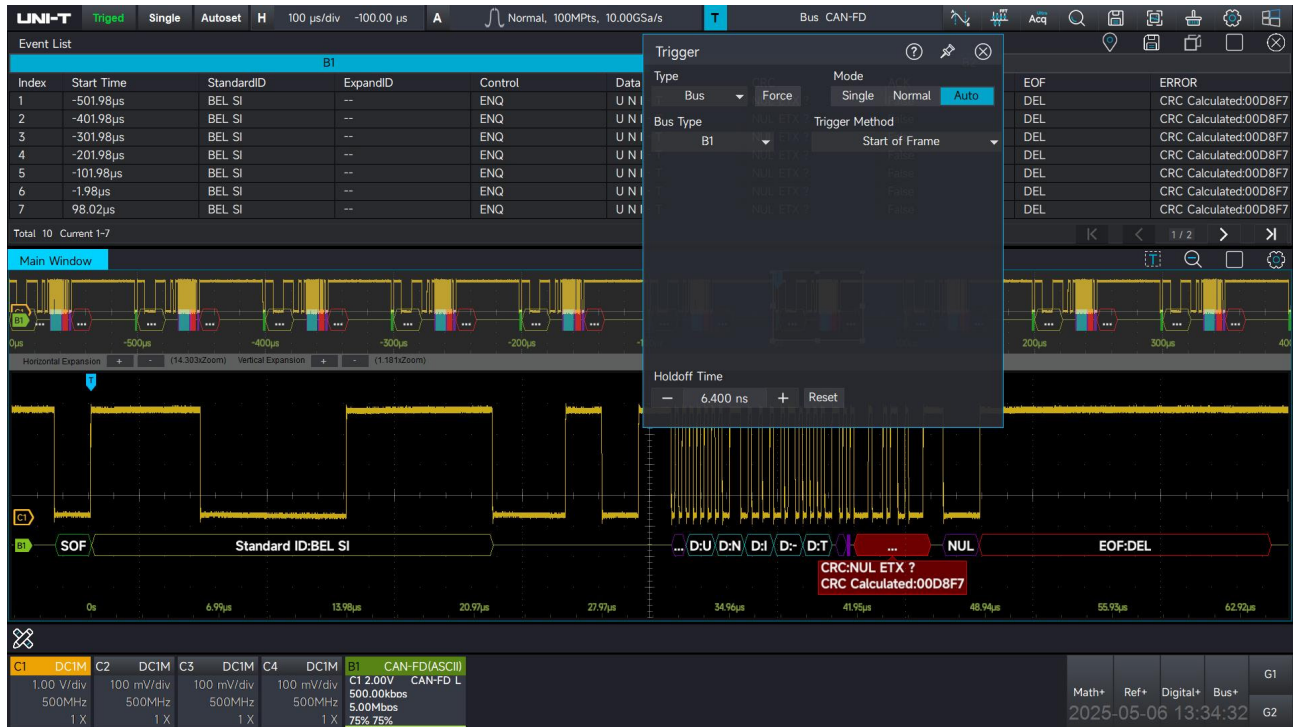 UNI-T Triged Single Autoset H 100 μs/div -100.00 μs A Normal, 100MPts, 10.00GSa/s T Bus CAN-FD Ultra Acq
Event List
B1
Index Start Time StandardID ExpandID Control Data EOF ERROR
1 -501.98μs BEL SI -- ENQ U N I DEL CRC Calculated:00D8F7
2 -401.98μs BEL SI -- ENQ U N I DEL CRC Calculated:00D8F7
3 -301.98μs BEL SI -- ENQ U N I DEL CRC Calculated:00D8F7
4 -201.98μs BEL SI -- ENQ U N I DEL CRC Calculated:00D8F7
5 -101.98μs BEL SI -- ENQ U N I DEL CRC Calculated:00D8F7
6 -1.98μs BEL SI -- ENQ U N I DEL CRC Calculated:00D8F7
7 98.02μs BEL SI -- ENQ U N I DEL CRC Calculated:00D8F7
Total 10 Current 1-7 1 / 2
Trigger
Type Mode
Bus Force Single Normal Auto
Bus Type Trigger Method
B1 Start of Frame
Holdoff Time
- 6.400 ns + Reset
Main Window T
C1
B1 ... ... ... ... ... ... ... ... ... ... ... ...
0μs -500μs -400μs -300μs -200μs 200μs 300μs 400
Horizontal Expansion + - (14.303xZoom) Vertical Expansion + - (1.181xZoom)
T
C1
B1 SOF Standard ID:BEL SI ... D:U D:N D:I D:- D:T ... NUL EOF:DEL
CRC:NUL ETX ?
CRC Calculated:00D8F7
0s 6.99μs 13.98μs 20.97μs 27.97μs 34.96μs 41.95μs 48.94μs 55.93μs 62.92μs
C1 DC1M C2 DC1M C3 DC1M C4 DC1M B1 CAN-FD(ASCII)
1.00 V/div 100 mV/div 100 mV/div 100 mV/div C1 2.00V CAN-FD L
500MHz 500MHz 500MHz 500MHz 500.00kbps
5.00Mbps
1 X 1 X 1 X 1 X 75% 75%
Math+ Ref+ Digital+ Bus+ G1
2025-05-06 13:34:32 G2